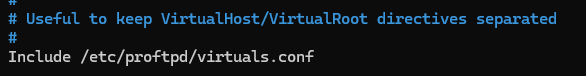 #
# Useful to keep VirtualHost/VirtualRoot directives separated
#
Include /etc/proftpd/virtuals.conf